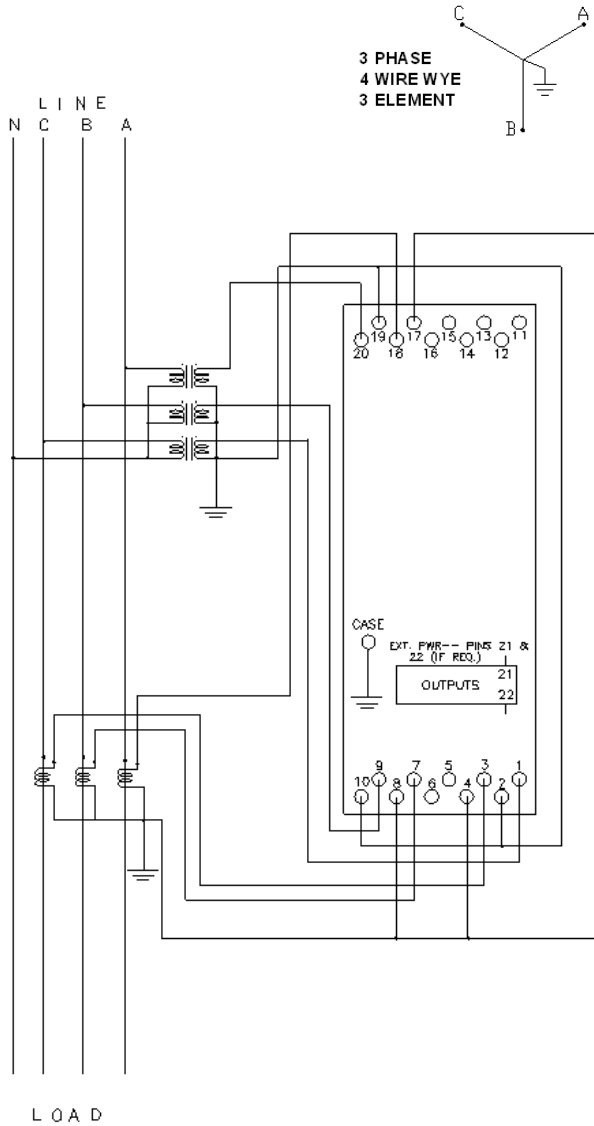 C A
3 PHASE
4 WIRE WYE
3 ELEMENT
B
L I N E
N C B A
19 17 15 13 11
20 18 16 14 12
CASE
EXT. PWR-- PINS 21 &
22 (IF REQ.)
21
OUTPUTS
22
9 7 5 3 1
10 8 6 4 2
L O A D